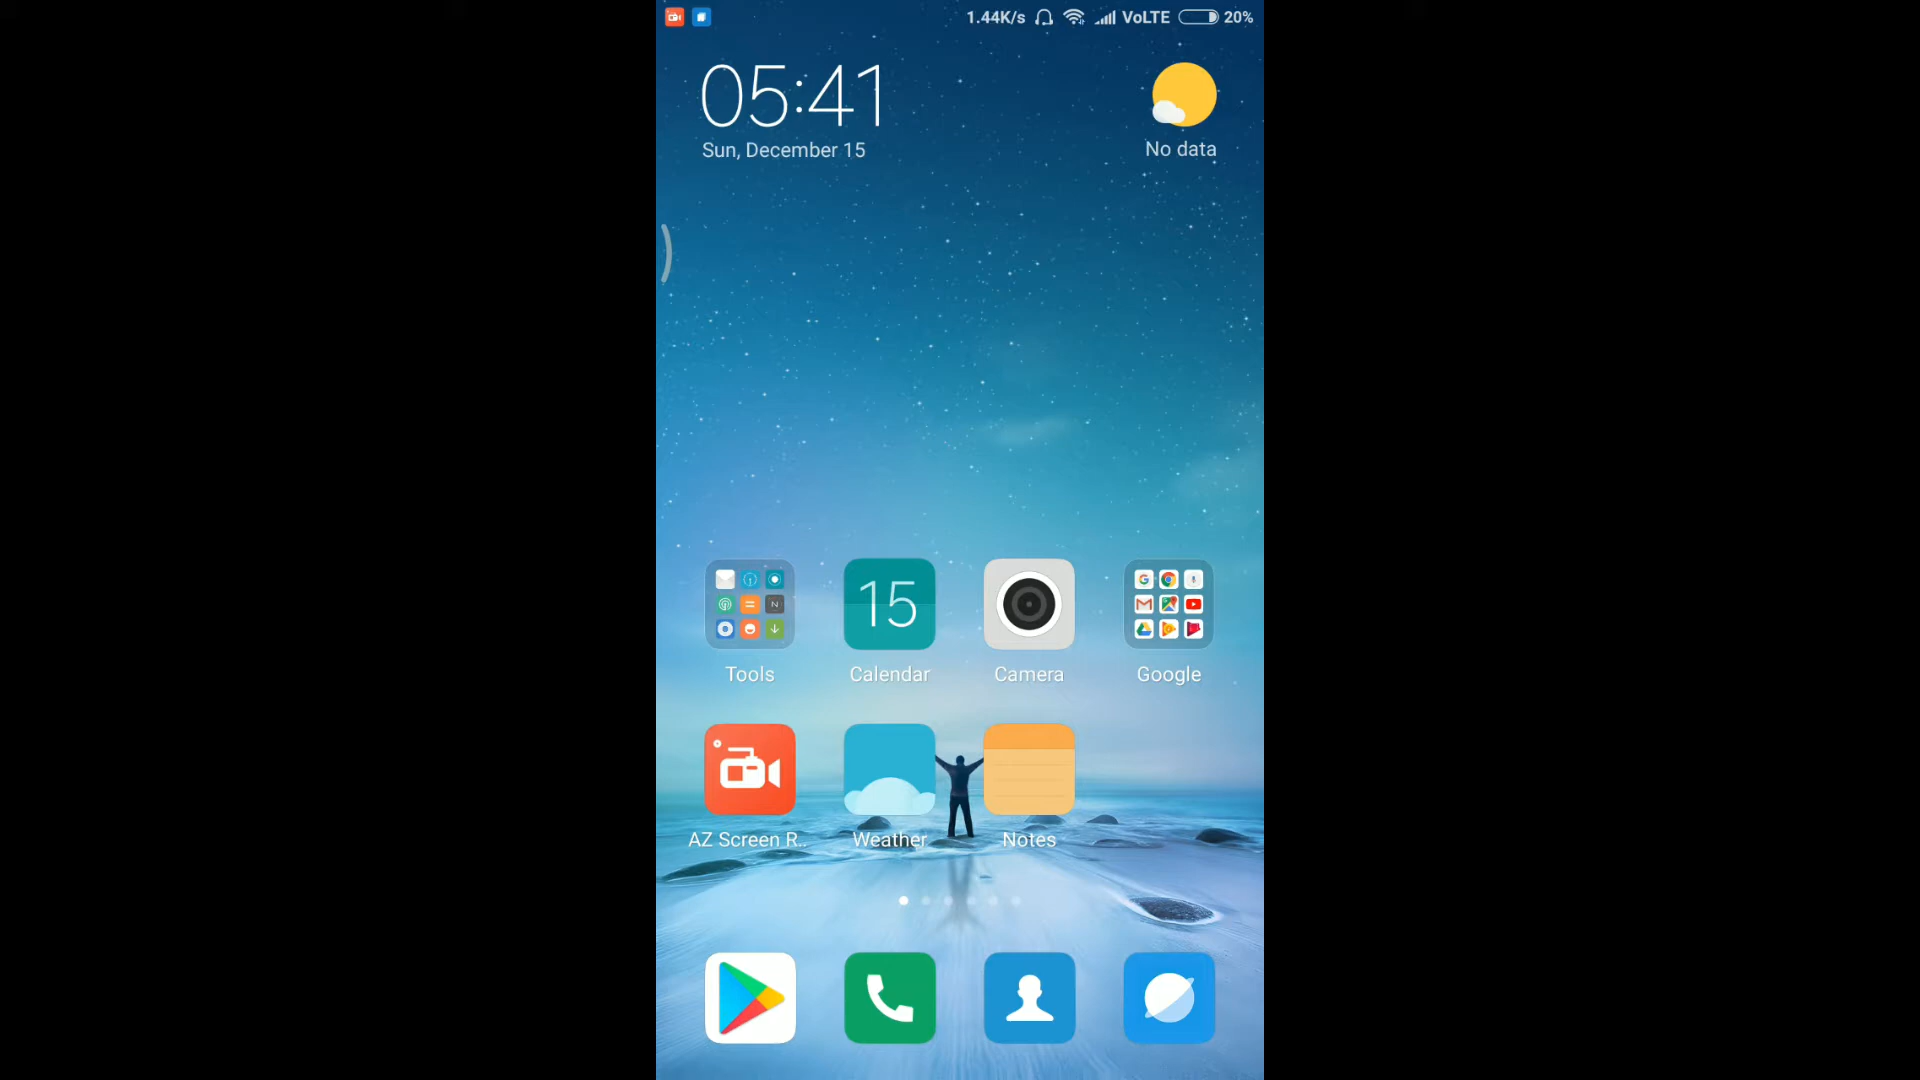 1.44K/s VoLTE 20%
05:41
Sun, December 15
No data
15
Tools Calendar Camera Google
AZ Screen R.. Weather Notes